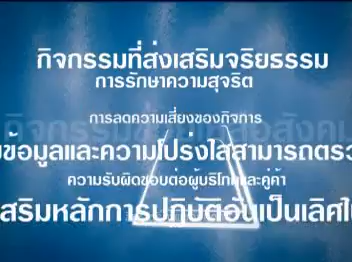 กิจกรรมที่ส่งเสริมจริยธรรม
การรักษาความสุจริต
การลดความเสี่ยงของกิจการ
ข้อมูลและความโปร่งใสสามารถตรว
ความรับผิดชอบต่อผู้บริโภคและคู่ค้า
เสริมหลักการปฏิบัติอันเป็นเลิศใ